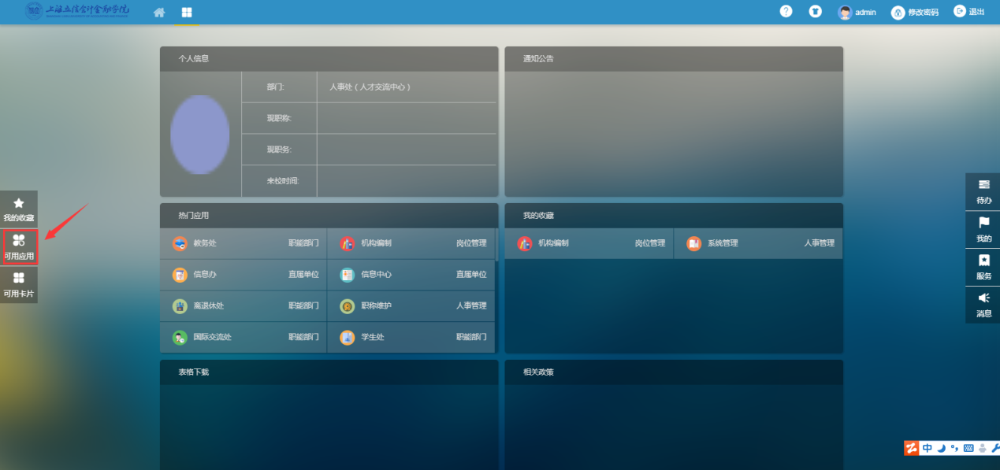 上海立信会计金融学院
admin
修改密码
退出
个人信息
部门:
人事处（人才交流中心）
现职称:
现职务:
来校时间:
通知公告
我的收藏
可用应用
可用卡片
热门应用
教务处 职能部门
机构编制 岗位管理
信息办 直属单位
信息中心 直属单位
离退休处 职能部门
职称维护 人事管理
国际交流处 职能部门
学生处 职能部门
我的收藏
机构编制 岗位管理
系统管理 人事管理
待办
我的
服务
消息
表格下载
相关政策
中